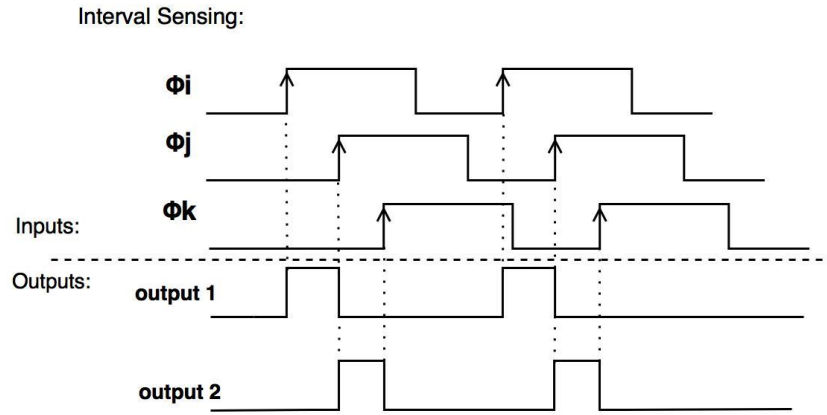 Interval Sensing:
Φi
Φj
Φk
Inputs:
Outputs:
output 1
output 2